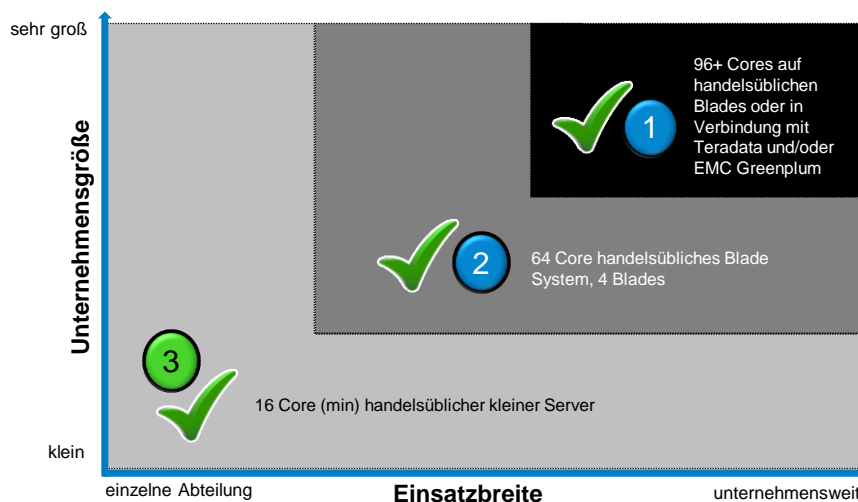 sehr groß
96+ Cores auf
handelsüblichen
Blades oder in
Verbindung mit
Teradata und/oder
EMC Greenplum
1
Unternehmensgröße
2
64 Core handelsübliches Blade
System, 4 Blades
3
16 Core (min) handelsüblicher kleiner Server
klein
einzelne Abteilung
Einsatzbreite
unternehmensweit